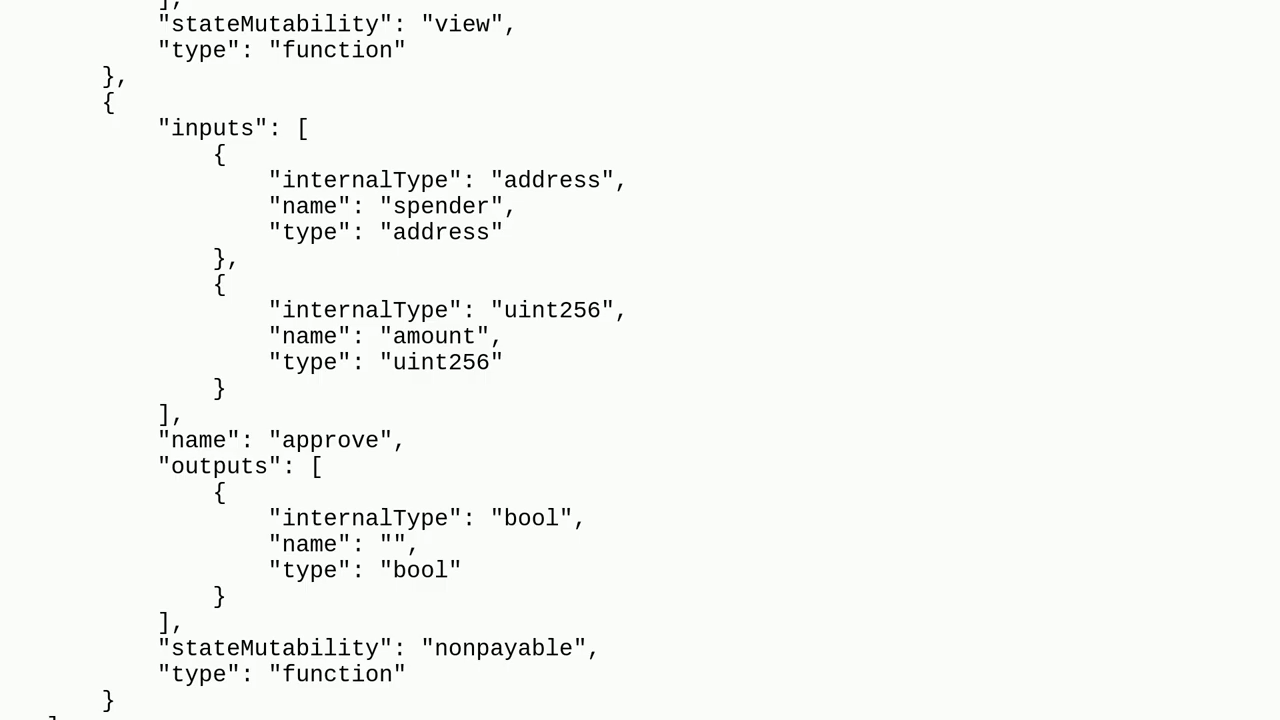 ],
"stateMutability": "view",
"type": "function"
},
{
"inputs": [
{
"internalType": "address",
"name": "spender",
"type": "address"
},
{
"internalType": "uint256",
"name": "amount",
"type": "uint256"
}
],
"name": "approve",
"outputs": [
{
"internalType": "bool",
"name": "",
"type": "bool"
}
],
"stateMutability": "nonpayable",
"type": "function"
}
]